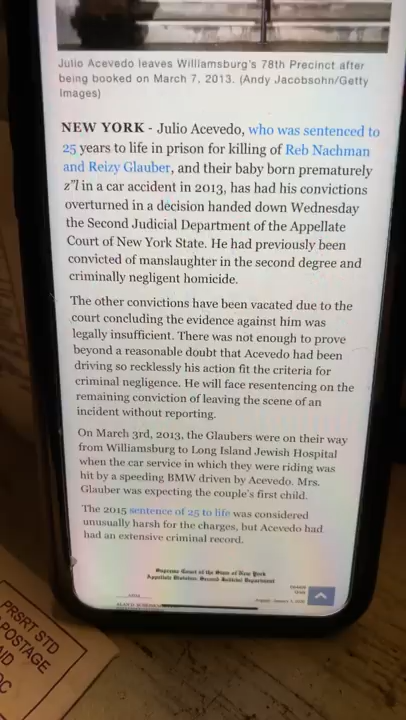 Julio Acevedo leaves Williamsburg's 78th Precinct after
being booked on March 7, 2013. (Andy Jacobsohn/Getty
Images)
NEW YORK - Julio Acevedo, who was sentenced to
25 years to life in prison for killing of Reb Nachman
and Reizy Glauber, and their baby born prematurely
z"l in a car accident in 2013, has had his convictions
overturned in a decision handed down Wednesday
the Second Judicial Department of the Appellate
Court of New York State. He had previously been
convicted of manslaughter in the second degree and
criminally negligent homicide.
The other convictions have been vacated due to the
court concluding the evidence against him was
legally insufficient. There was not enough to prove
beyond a reasonable doubt that Acevedo had been
driving so recklessly his action fit the criteria for
criminal negligence. He will face resentencing on the
remaining conviction of leaving the scene of an
incident without reporting.
On March 3rd, 2013, the Glaubers were on their way
from Williamsburg to Long Island Jewish Hospital
when the car service in which they were riding was
hit by a speeding BMW driven by Acevedo. Mrs.
Glauber was expecting the couple's first child.
The 2015 sentence of 25 to life was considered
unusually harsh for the charges, but Acevedo had
had an extensive criminal record.
Supreme Court of the State of New York
Appellate Division: Second Judicial Department
PRSRT STD
POSTAGE
AID
OC